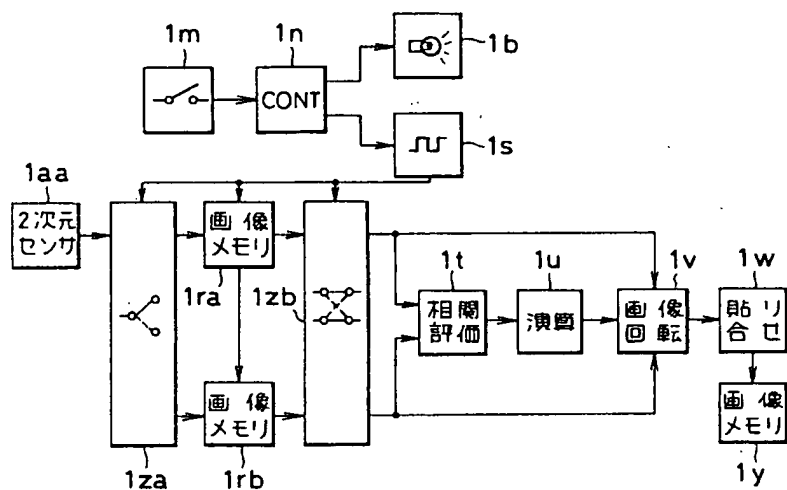 1m
1n
1b
CONT
1s
1aa
2次元
センサ
画像
メモリ
1ra
1zb
1t
1u
1v
1w
相関
評価
演算
画像
回転
貼り
合せ
画像
メモリ
画像
メモリ
1za
1rb
1y